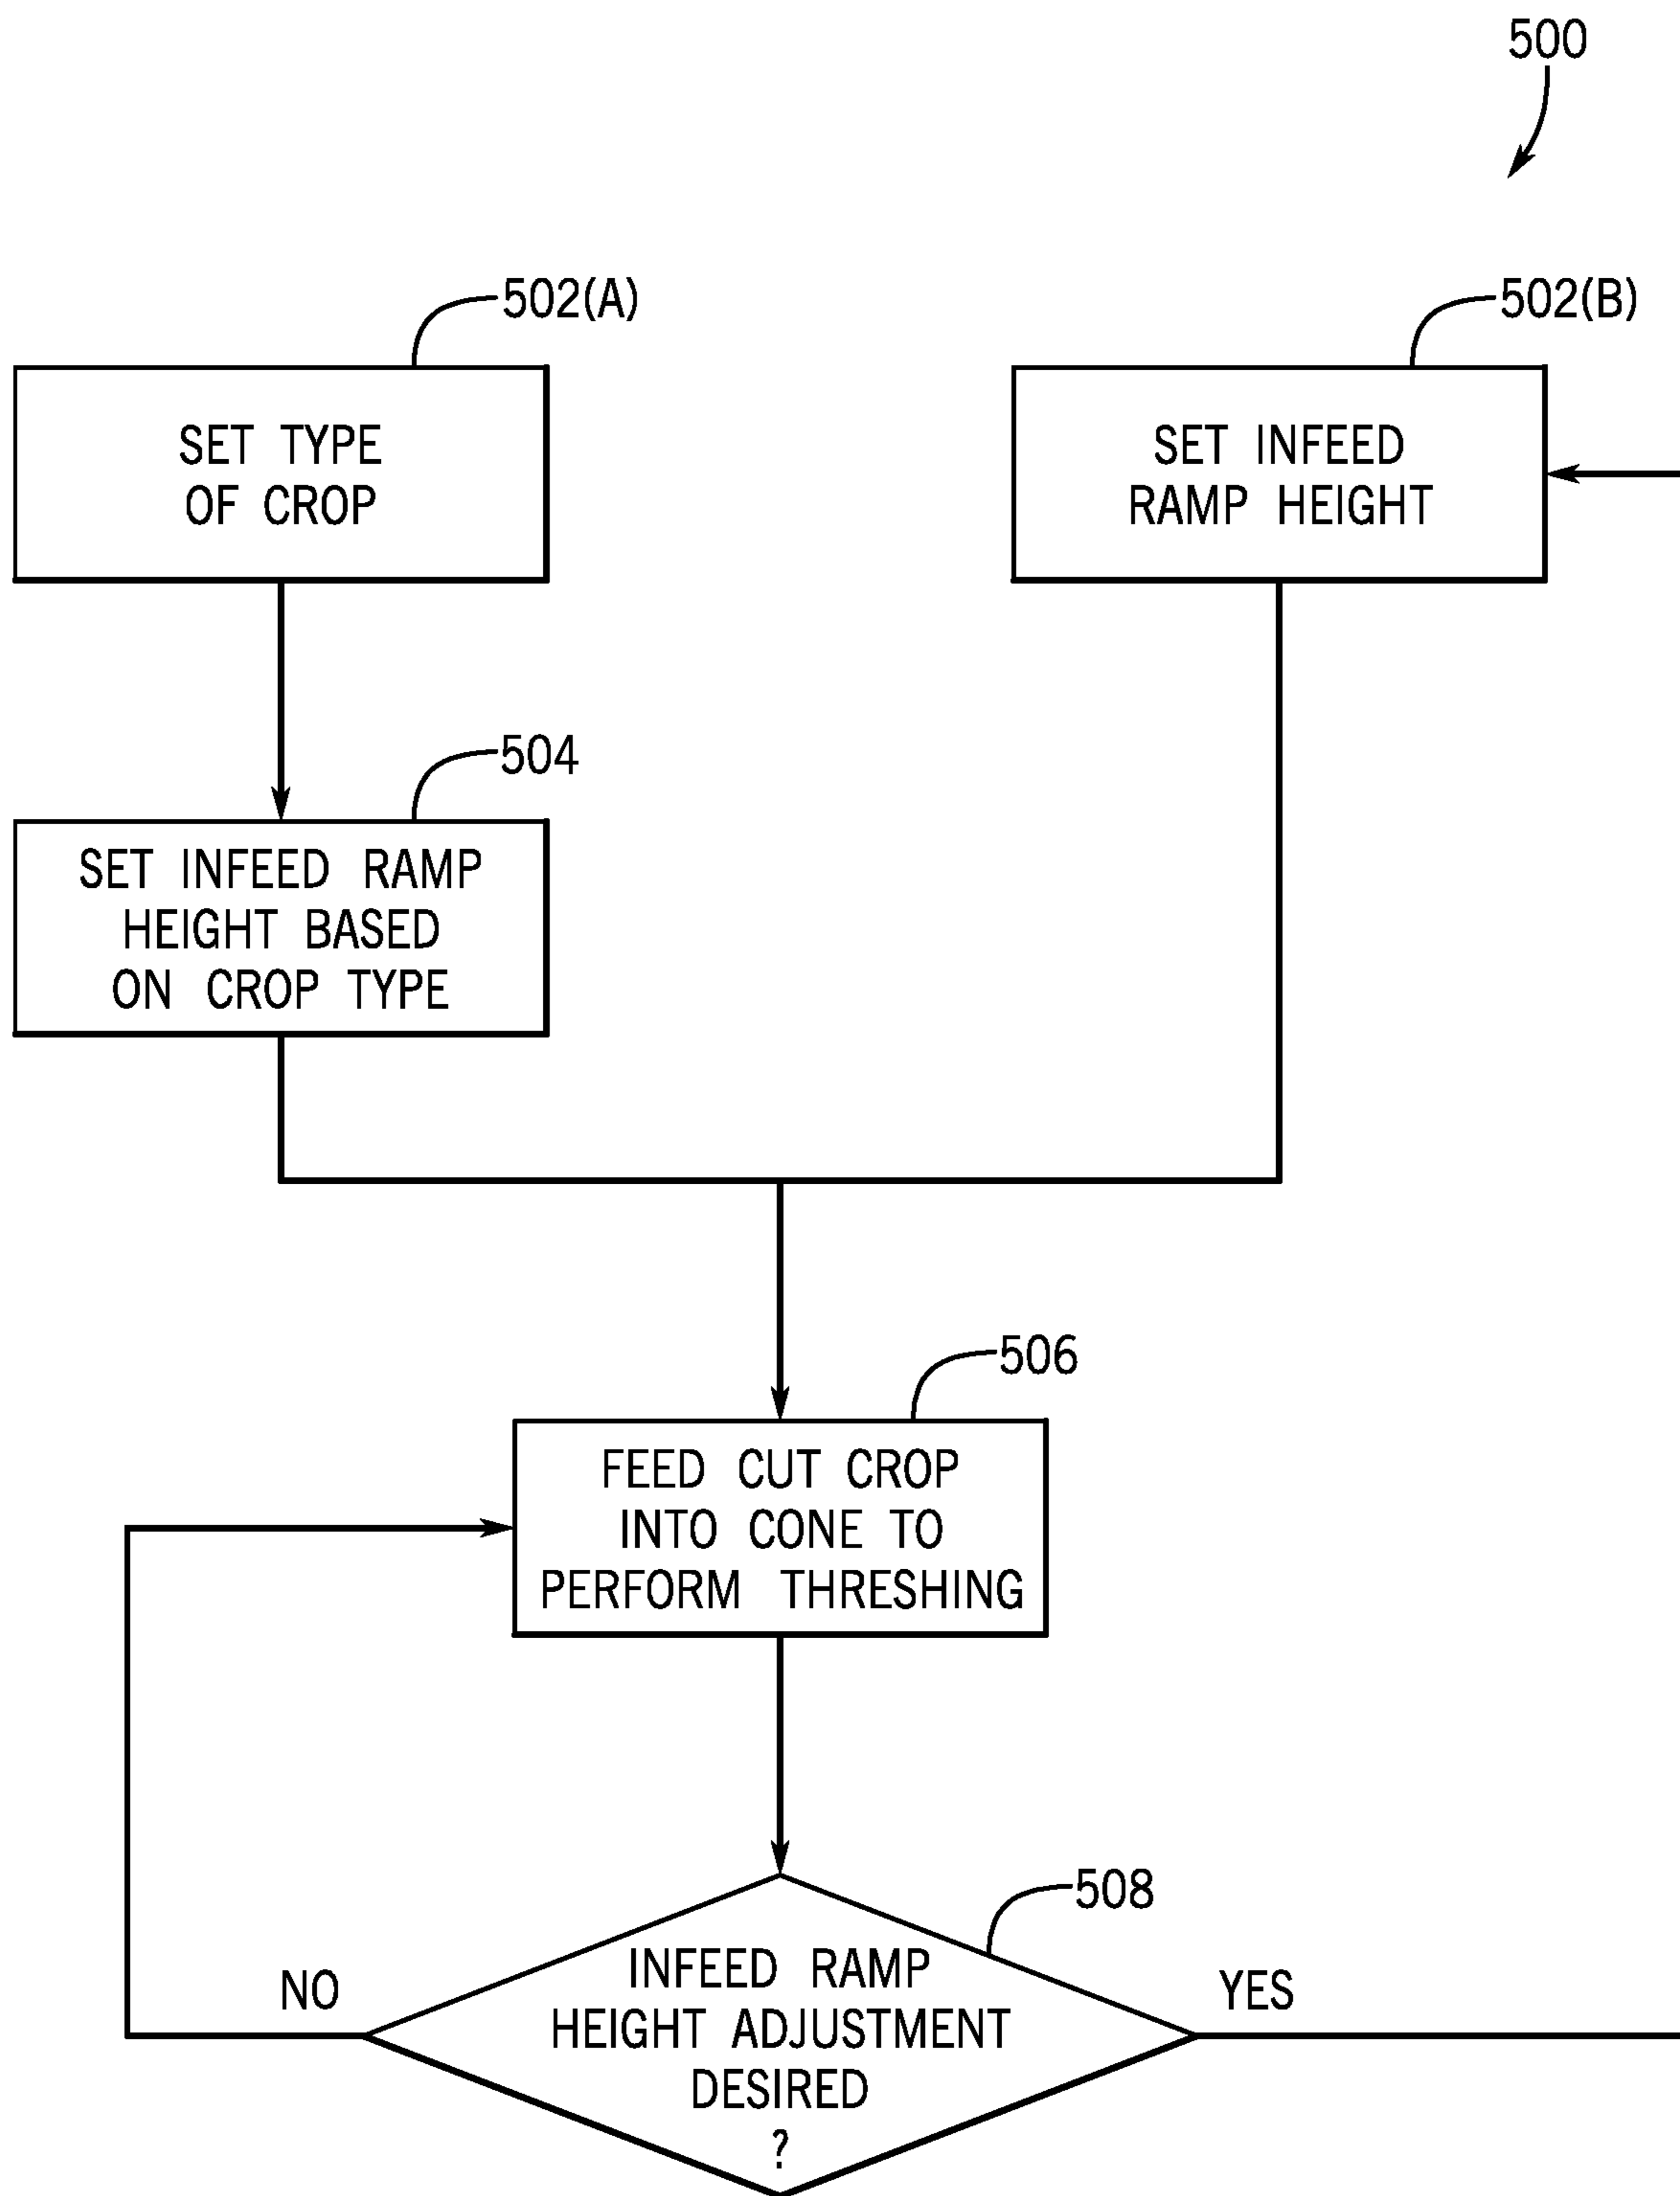 500
502(A)
502(B)
SET TYPE
OF CROP
SET INFEED
RAMP HEIGHT
504
SET INFEED RAMP
HEIGHT BASED
ON CROP TYPE
506
FEED CUT CROP
INTO CONE TO
PERFORM THRESHING
508
NO
INFEED RAMP
HEIGHT ADJUSTMENT
DESIRED
?
YES